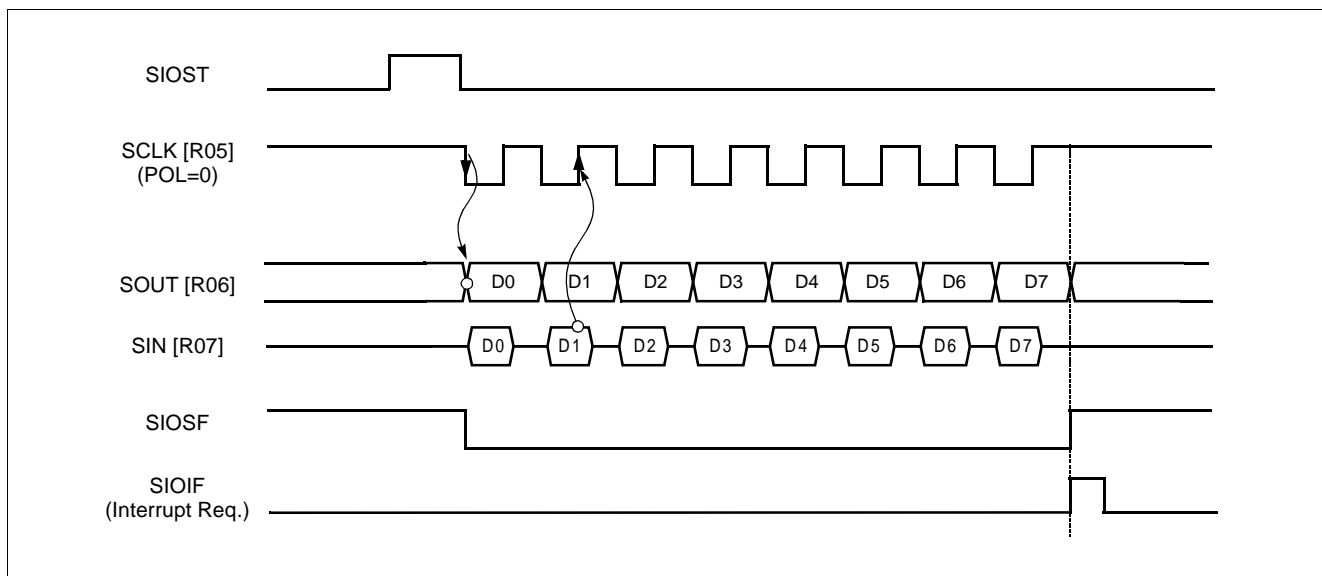 SIOST
SCLK [R05]
(POL=0)
SOUT [R06]
D0 D1 D2 D3 D4 D5 D6 D7
SIN [R07]
D0 D1 D2 D3 D4 D5 D6 D7
SIOSF
SIOIF
(Interrupt Req.)